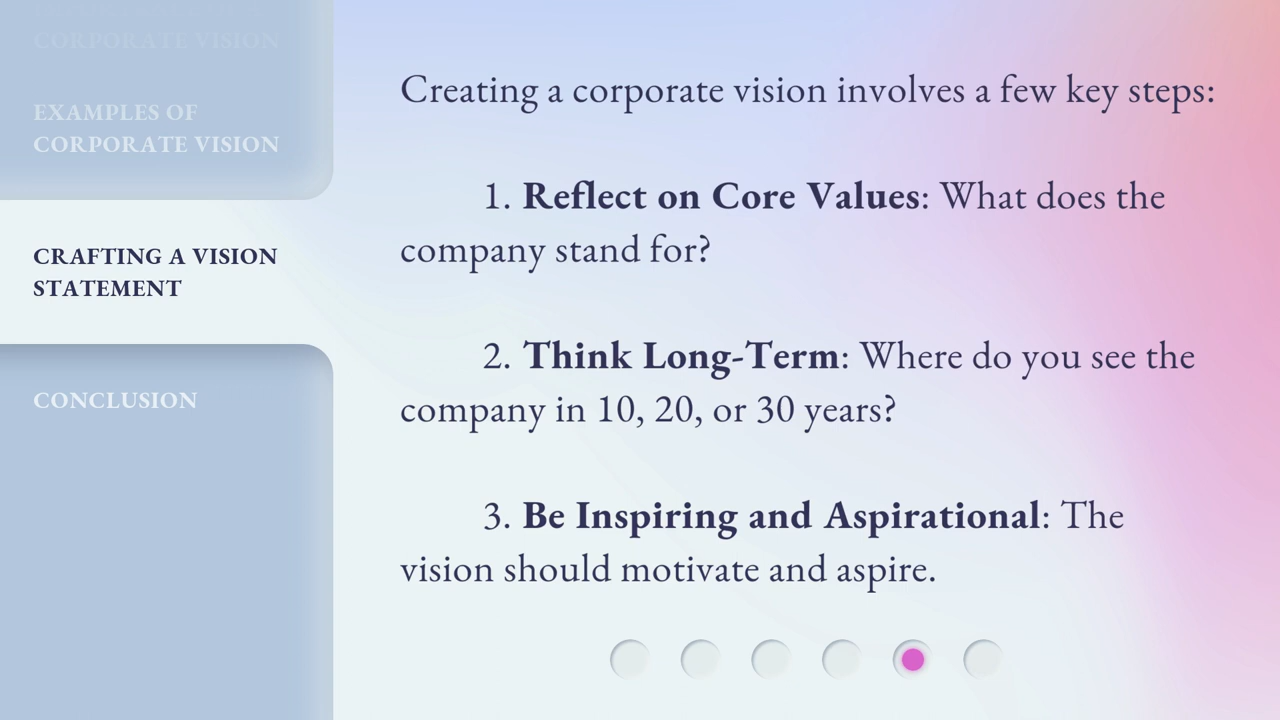 CORPORATE VISION
EXAMPLES OF
CORPORATE VISION
CRAFTING A VISION
STATEMENT
CONCLUSION
Creating a corporate vision involves a few key steps:
1. Reflect on Core Values: What does the
company stand for?
2. Think Long-Term: Where do you see the
company in 10, 20, or 30 years?
3. Be Inspiring and Aspirational: The
vision should motivate and aspire.